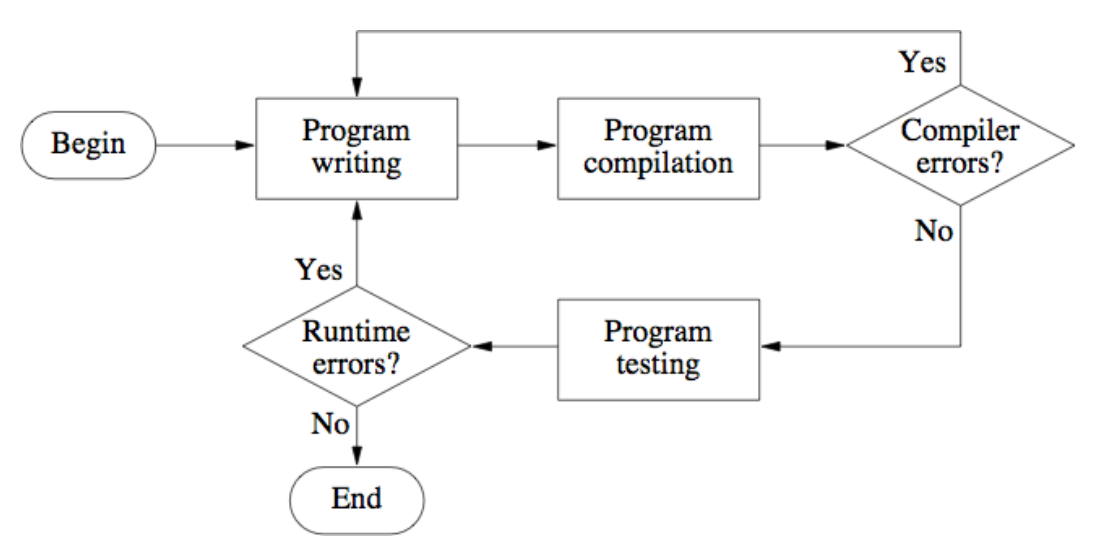 Yes
Begin
Program
writing
Program
compilation
Compiler
errors?
No
Yes
Runtime
errors?
Program
testing
No
End